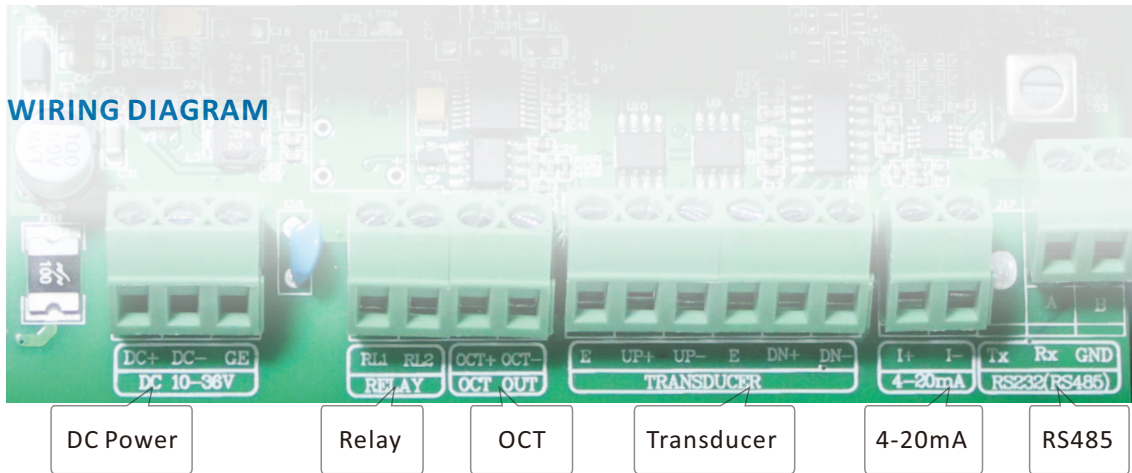 WIRING DIAGRAM
100
A B
DC+ DC- GE
DC 10-36V
RL1 RL2
RELAY
OCT+ OCT-
OCT OUT
E UP+ UP- E DN+ DN-
TRANSDUCER
I+ I-
4-20mA
Tx Rx GND
RS232(RS485)
DC Power
Relay
OCT
Transducer
4-20mA
RS485